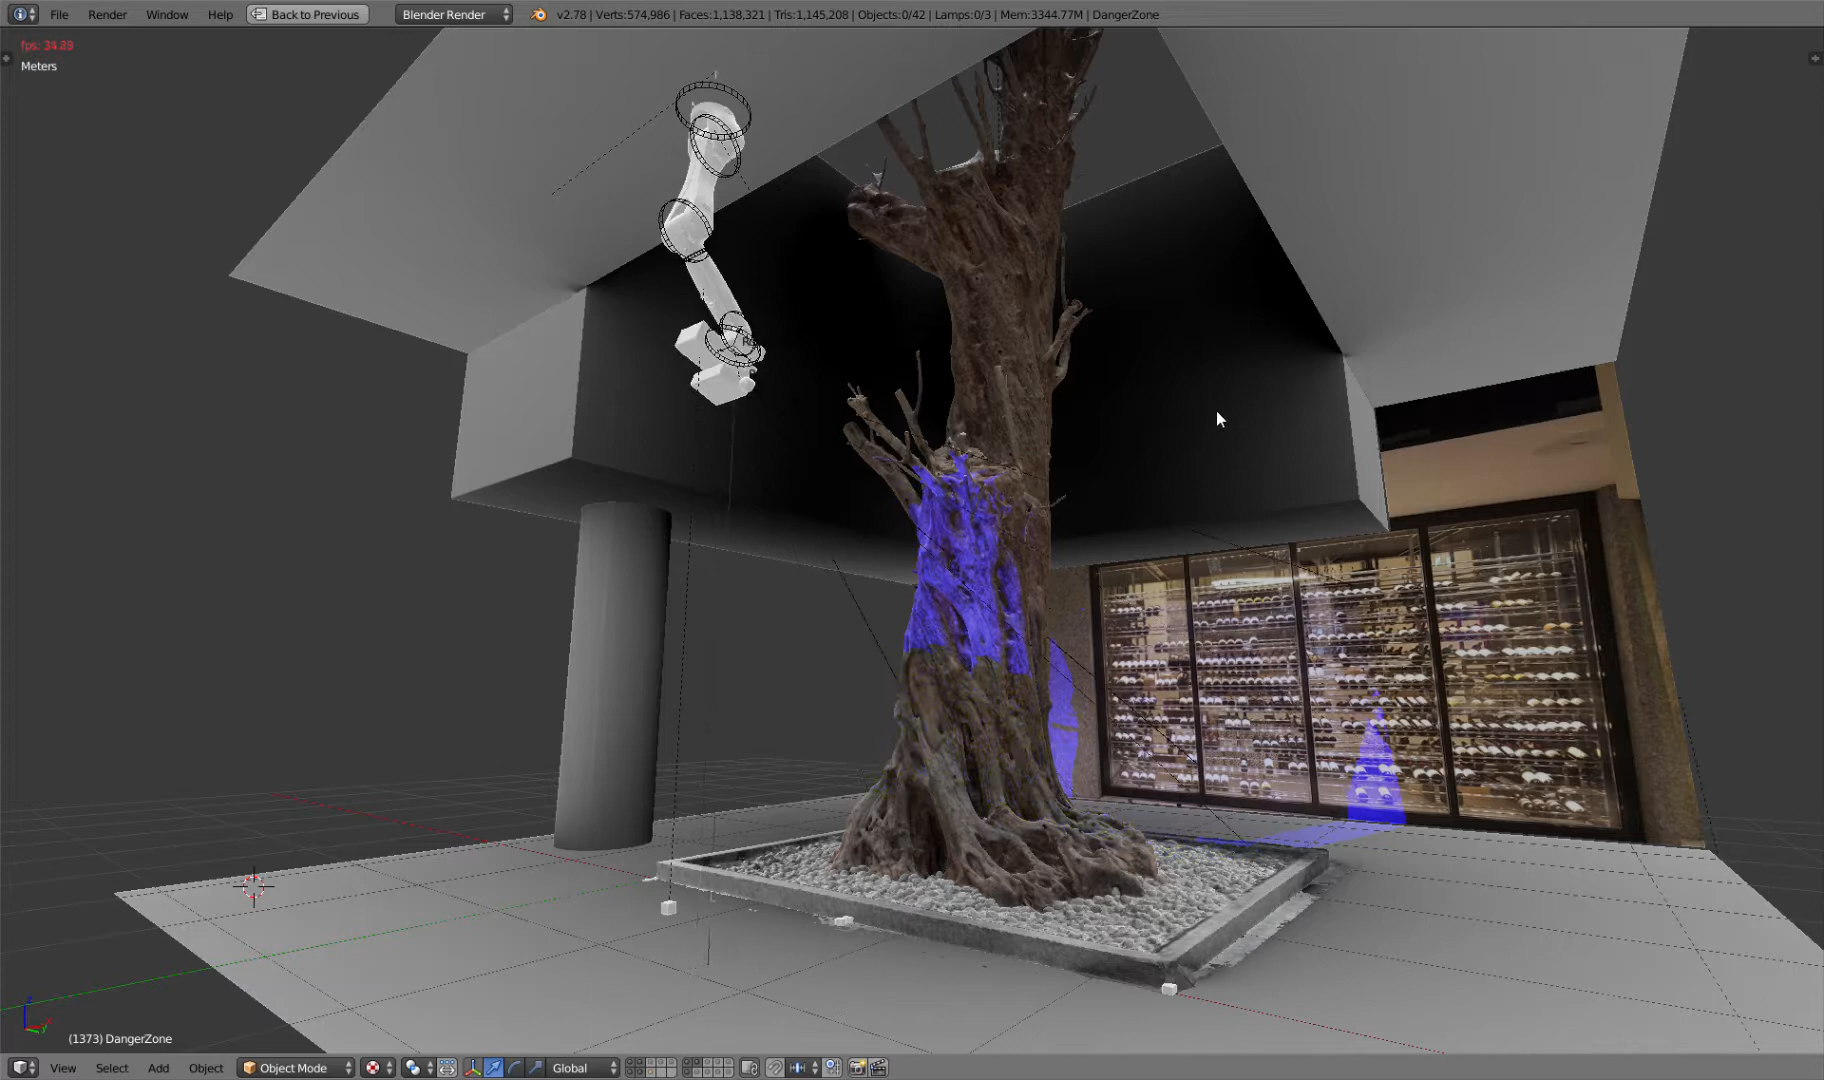 File Render Window Help Back to Previous Blender Render v2.78 | Verts:574,986 | Faces:1,138,321 | Tris:1,145,208 | Objects:0/42 | Lamps:0/3 | Mem:3344.77M | DangerZone
fps: 34.89
Meters
(1373) DangerZone
View Select Add Object Object Mode Global